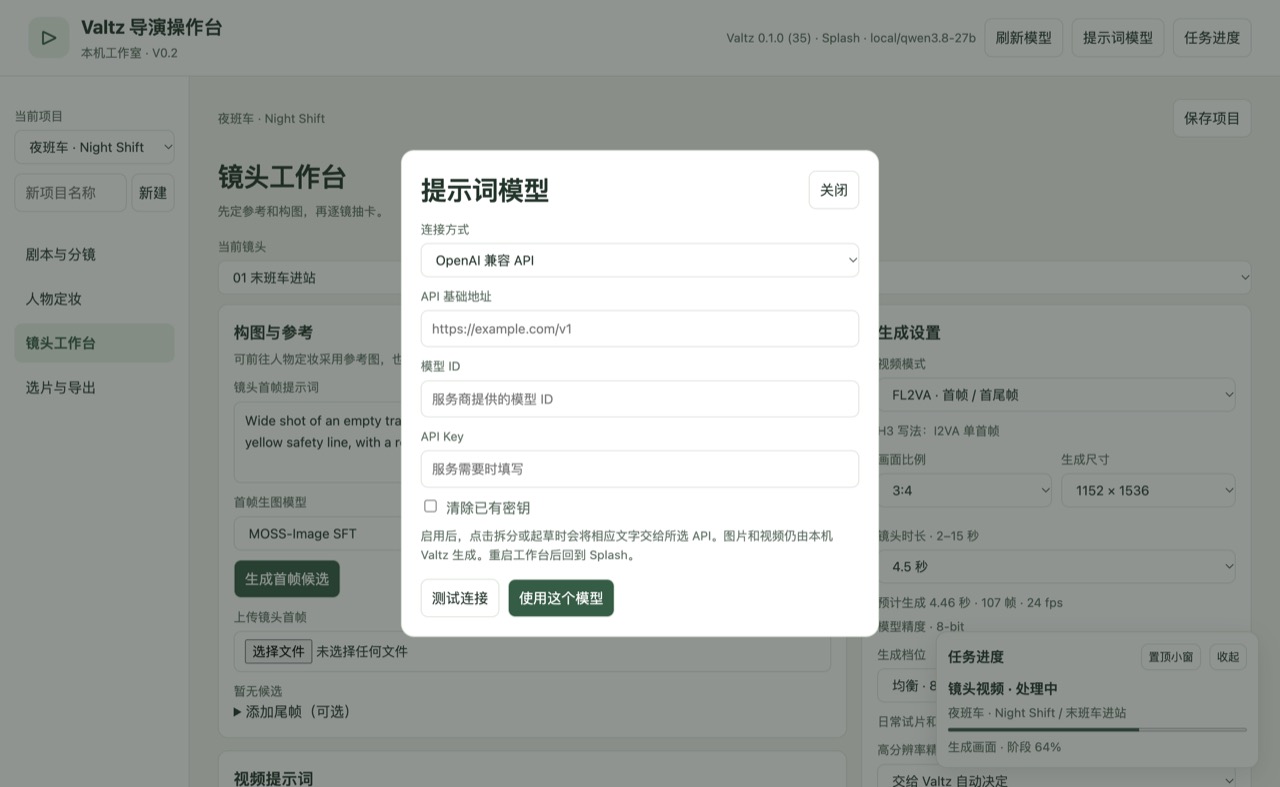 Valtz 导演操作台
本机工作室 · V0.2
Valtz 0.1.0 (35) · Splash · local/qwen3.8-27b
刷新模型
提示词模型
任务进度
当前项目
夜班车 · Night Shift
新项目名称
新建
剧本与分镜
人物定妆
镜头工作台
选片与导出
夜班车 · Night Shift
保存项目
镜头工作台
先定参考和构图，再逐镜抽卡。
当前镜头
01 末班车进站
构图与参考
可前往人物定妆采用参考图，也
镜头首帧提示词
Wide shot of an empty tra
yellow safety line, with a r
首帧生图模型
MOSS-Image SFT
生成首帧候选
上传镜头首帧
选择文件 未选择任何文件
暂无候选
添加尾帧（可选）
视频提示词
提示词模型
关闭
连接方式
OpenAI 兼容 API
API 基础地址
https://example.com/v1
模型 ID
服务商提供的模型 ID
API Key
服务需要时填写
清除已有密钥
启用后，点击拆分或起草时会将相应文字交给所选 API。图片和视频仍由本机
Valtz 生成。重启工作台后回到 Splash。
测试连接
使用这个模型
生成设置
视频模式
FL2VA · 首帧 / 首尾帧
H3 写法：I2VA 单首帧
画面比例
生成尺寸
3:4
1152 × 1536
镜头时长 · 2–15 秒
4.5 秒
预计生成 4.46 秒 · 107 帧 · 24 fps
模型精度 · 8-bit
生成档位
均衡 · 8
日常试片和
高分辨率精
交给 Valtz 自动决定
任务进度
置顶小窗
收起
镜头视频 · 处理中
夜班车 · Night Shift / 末班车进站
生成画面 · 阶段 64%